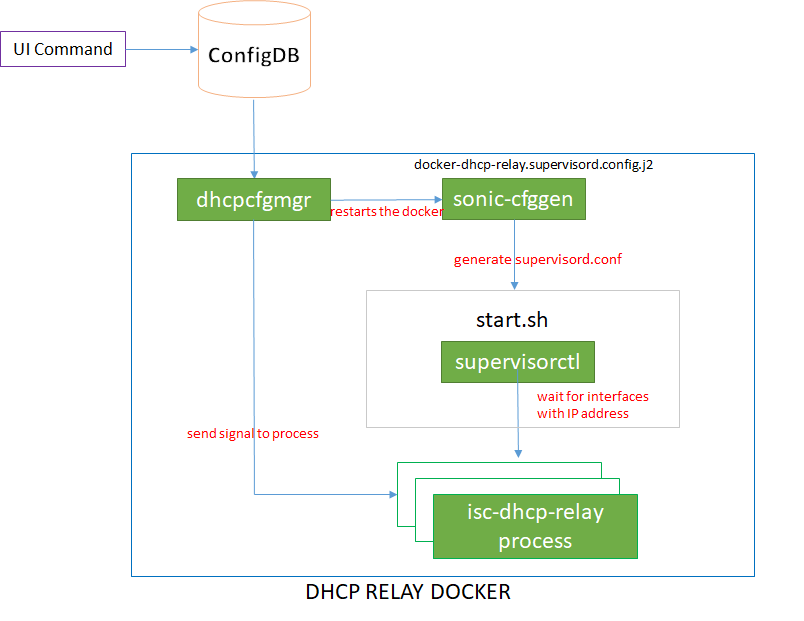 UI Command
ConfigDB
docker-dhcp-relay.supervisord.config.j2
dhcpcfgmgr
restarts the docker
sonic-cfggen
generate supervisord.conf
start.sh
supervisorctl
wait for interfaces
with IP address
send signal to process
isc-dhcp-relay
process
DHCP RELAY DOCKER